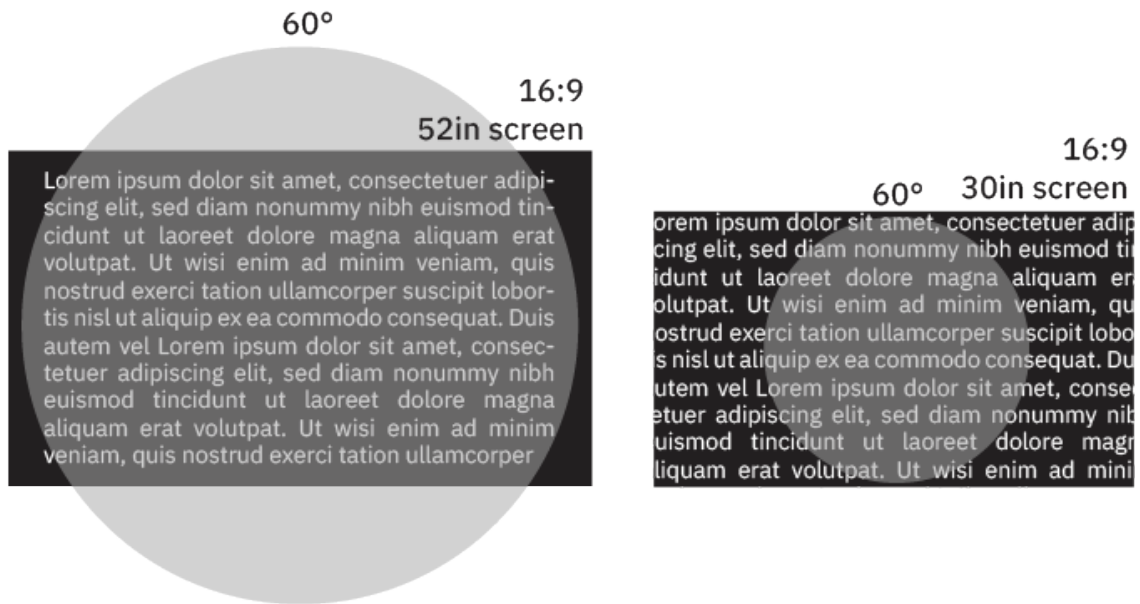 60°
16:9
52in screen
Lorem ipsum dolor sit amet, consectetuer adipi-
scing elit, sed diam nonummy nibh euismod tin-
cidunt ut laoreet dolore magna aliquam erat
volutpat. Ut wisi enim ad minim veniam, quis
nostrud exerci tation ullamcorper suscipit lobor-
tis nisl ut aliquip ex ea commodo consequat. Duis
autem vel Lorem ipsum dolor sit amet, consec-
tetuer adipiscing elit, sed diam nonummy nibh
euismod tincidunt ut laoreet dolore magna
aliquam erat volutpat. Ut wisi enim ad minim
veniam, quis nostrud exerci tation ullamcorper
16:9
60° 30in screen
orem ipsum dolor sit amet, consectetuer adip
cing elit, sed diam nonummy nibh euismod ti
idunt ut laoreet dolore magna aliquam er
olutpat. Ut wisi enim ad minim veniam, qu
ostrud exerci tation ullamcorper suscipit lobo
s nisl ut aliquip ex ea commodo consequat. Du
utem vel Lorem ipsum dolor sit amet, conse
etuer adipiscing elit, sed diam nonummy nib
uismod tincidunt ut laoreet dolore magn
liquam erat volutpat. Ut wisi enim ad mini